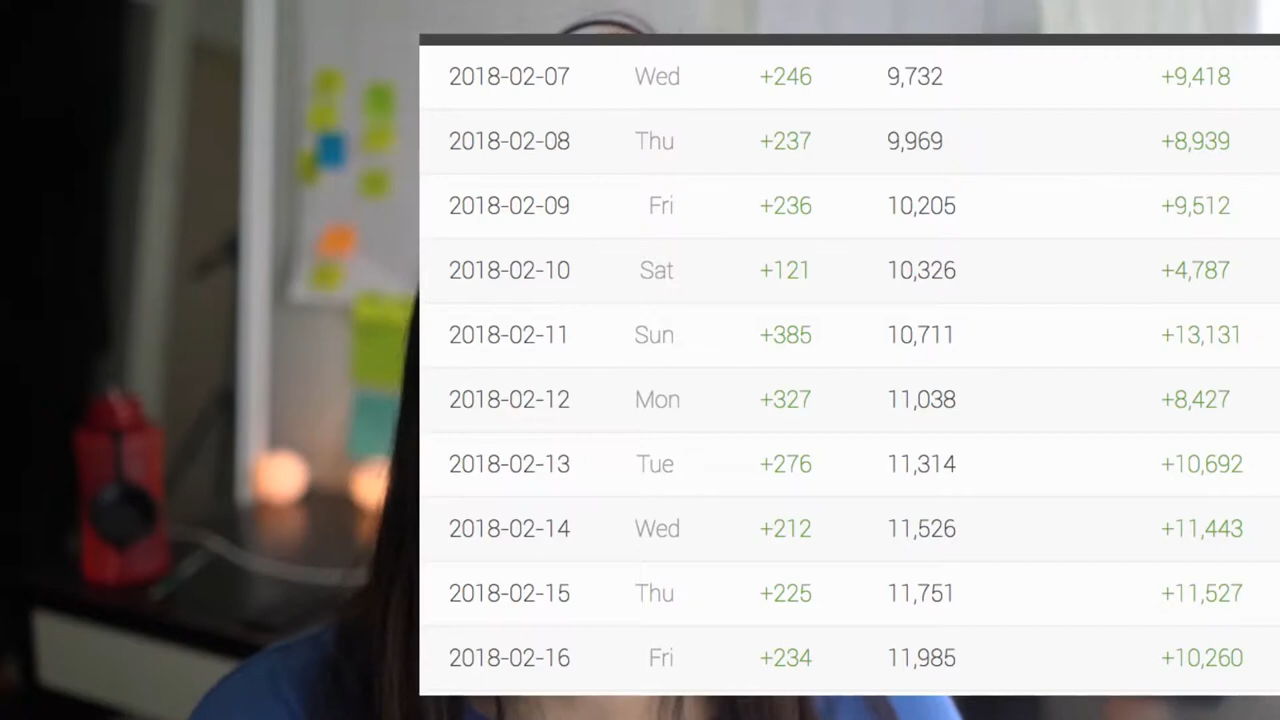 2018-02-07 Wed +246 9,732 +9,418
2018-02-08 Thu +237 9,969 +8,939
2018-02-09 Fri +236 10,205 +9,512
2018-02-10 Sat +121 10,326 +4,787
2018-02-11 Sun +385 10,711 +13,131
2018-02-12 Mon +327 11,038 +8,427
2018-02-13 Tue +276 11,314 +10,692
2018-02-14 Wed +212 11,526 +11,443
2018-02-15 Thu +225 11,751 +11,527
2018-02-16 Fri +234 11,985 +10,260